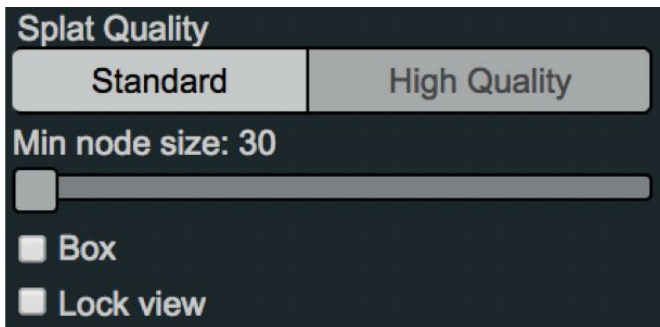 Splat Quality
Standard High Quality
Min node size: 30
Box
Lock view